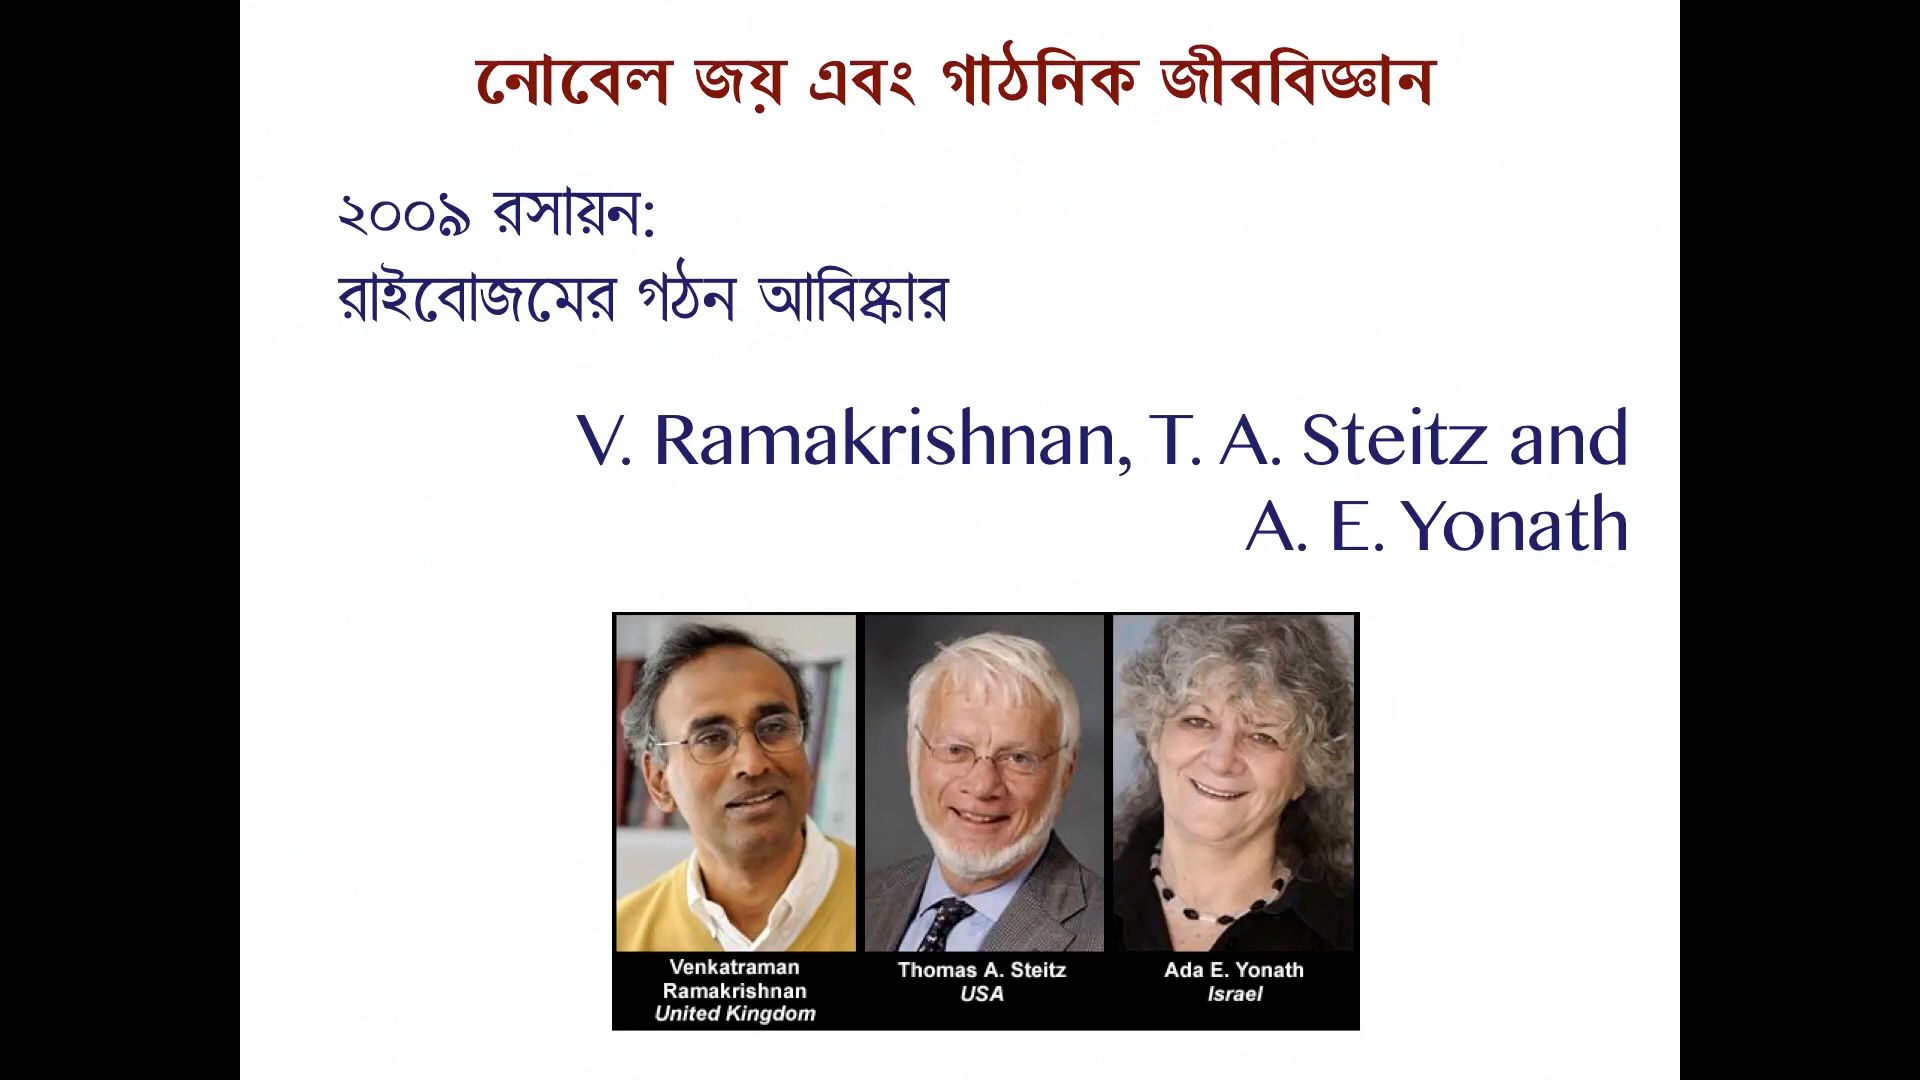 নোবেল জয় এবং গাঠনিক জীববিজ্ঞান
২০০৯ রসায়ন:
রাইবোজমের গঠন আবিষ্কার
V. Ramakrishnan, T. A. Steitz and
A. E. Yonath
Venkatraman
Ramakrishnan
United Kingdom
Thomas A. Steitz
USA
Ada E. Yonath
Israel